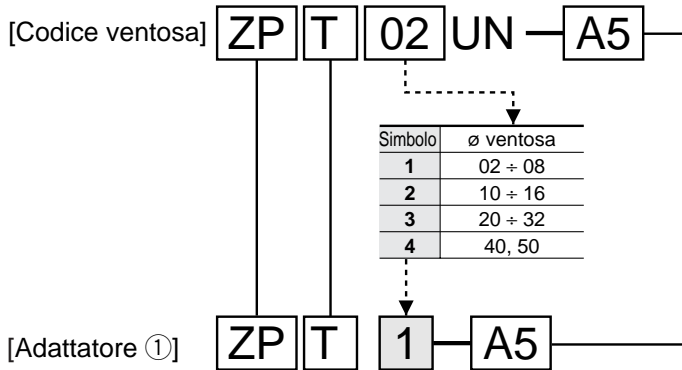 [Codice ventosa] ZP T 02 UN — A5
Simbolo ø ventosa
1 02 ÷ 08
2 10 ÷ 16
3 20 ÷ 32
4 40, 50
[Adattatore ①] ZP T 1 — A5